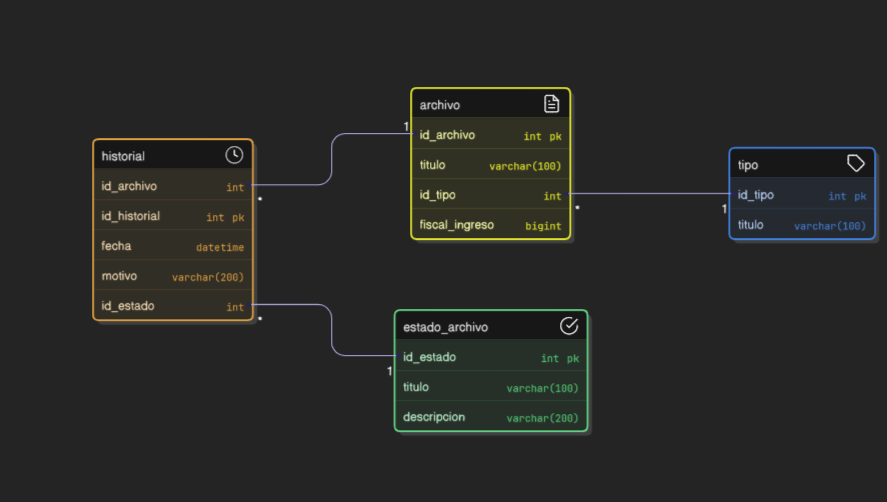 historial
id_archivo int
id_historial int pk
fecha datetime
motivo varchar(200)
id_estado int
*
*
archivo
1
id_archivo int pk
titulo varchar(100)
id_tipo int
*
fiscal_ingreso bigint
estado_archivo
id_estado int pk
1
titulo varchar(100)
descripcion varchar(200)
tipo
id_tipo int pk
1
titulo varchar(100)